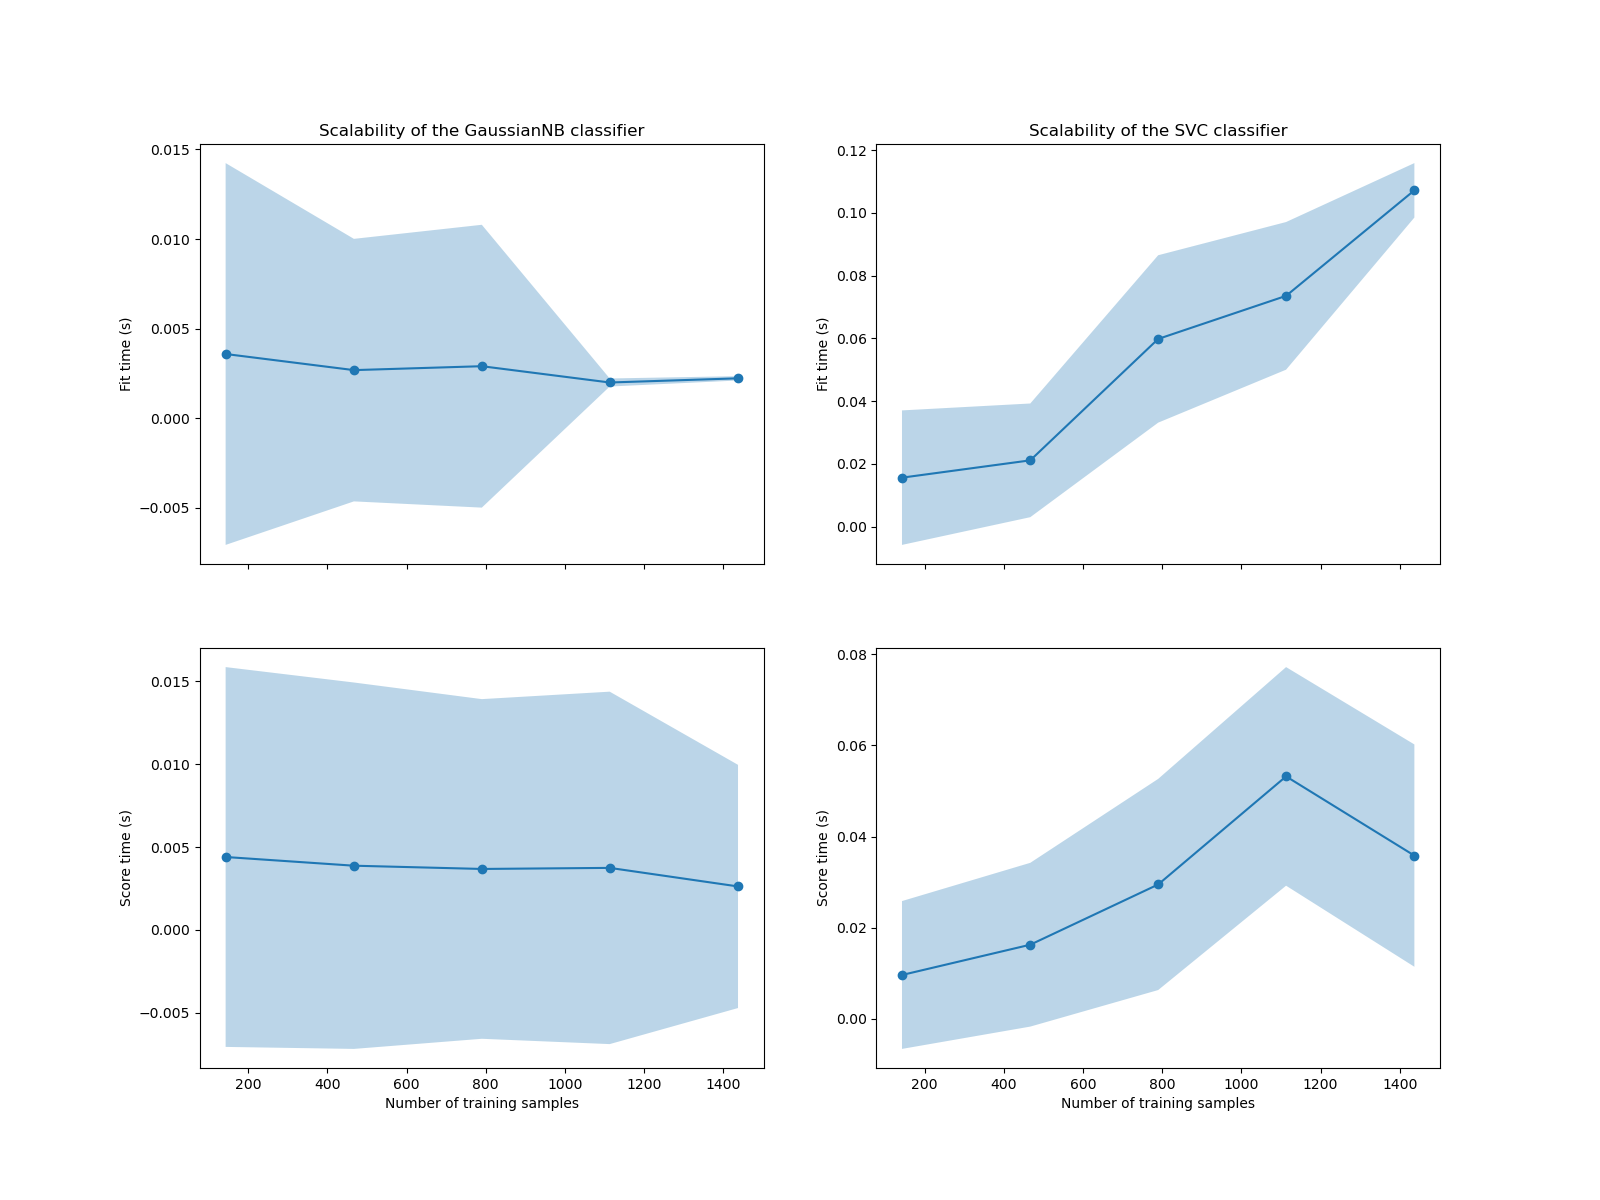 Scalability of the GaussianNB classifier
0.015
0.010
0.005
0.000
−0.005
Fit time (s)
Scalability of the SVC classifier
0.12
0.10
0.08
0.06
0.04
0.02
0.00
Fit time (s)
0.015
0.010
0.005
0.000
−0.005
Score time (s)
200 400 600 800 1000 1200 1400
Number of training samples
0.08
0.06
0.04
0.02
0.00
Score time (s)
200 400 600 800 1000 1200 1400
Number of training samples